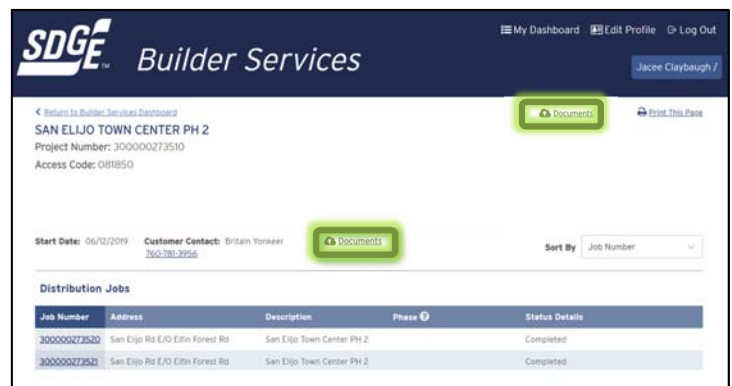 SDGE™ Builder Services
My Dashboard Edit Profile Log Out
Jacee Claybaugh /
Return to Builder Services Dashboard
Documents
Print This Page
SAN ELIJO TOWN CENTER PH 2
Project Number: 300000273510
Access Code: 081850
Start Date: 06/12/2019 Customer Contact: Britain Yonkeer
760-781-3956
Documents
Sort By Job Number
Distribution Jobs
Job Number Address Description Phase ? Status Details
300000273520 San Elijo Rd E/O Elfin Forest Rd San Elijo Town Center PH 2 Completed
300000273521 San Elijo Rd E/O Elfin Forest Rd San Elijo Town Center PH 2 Completed